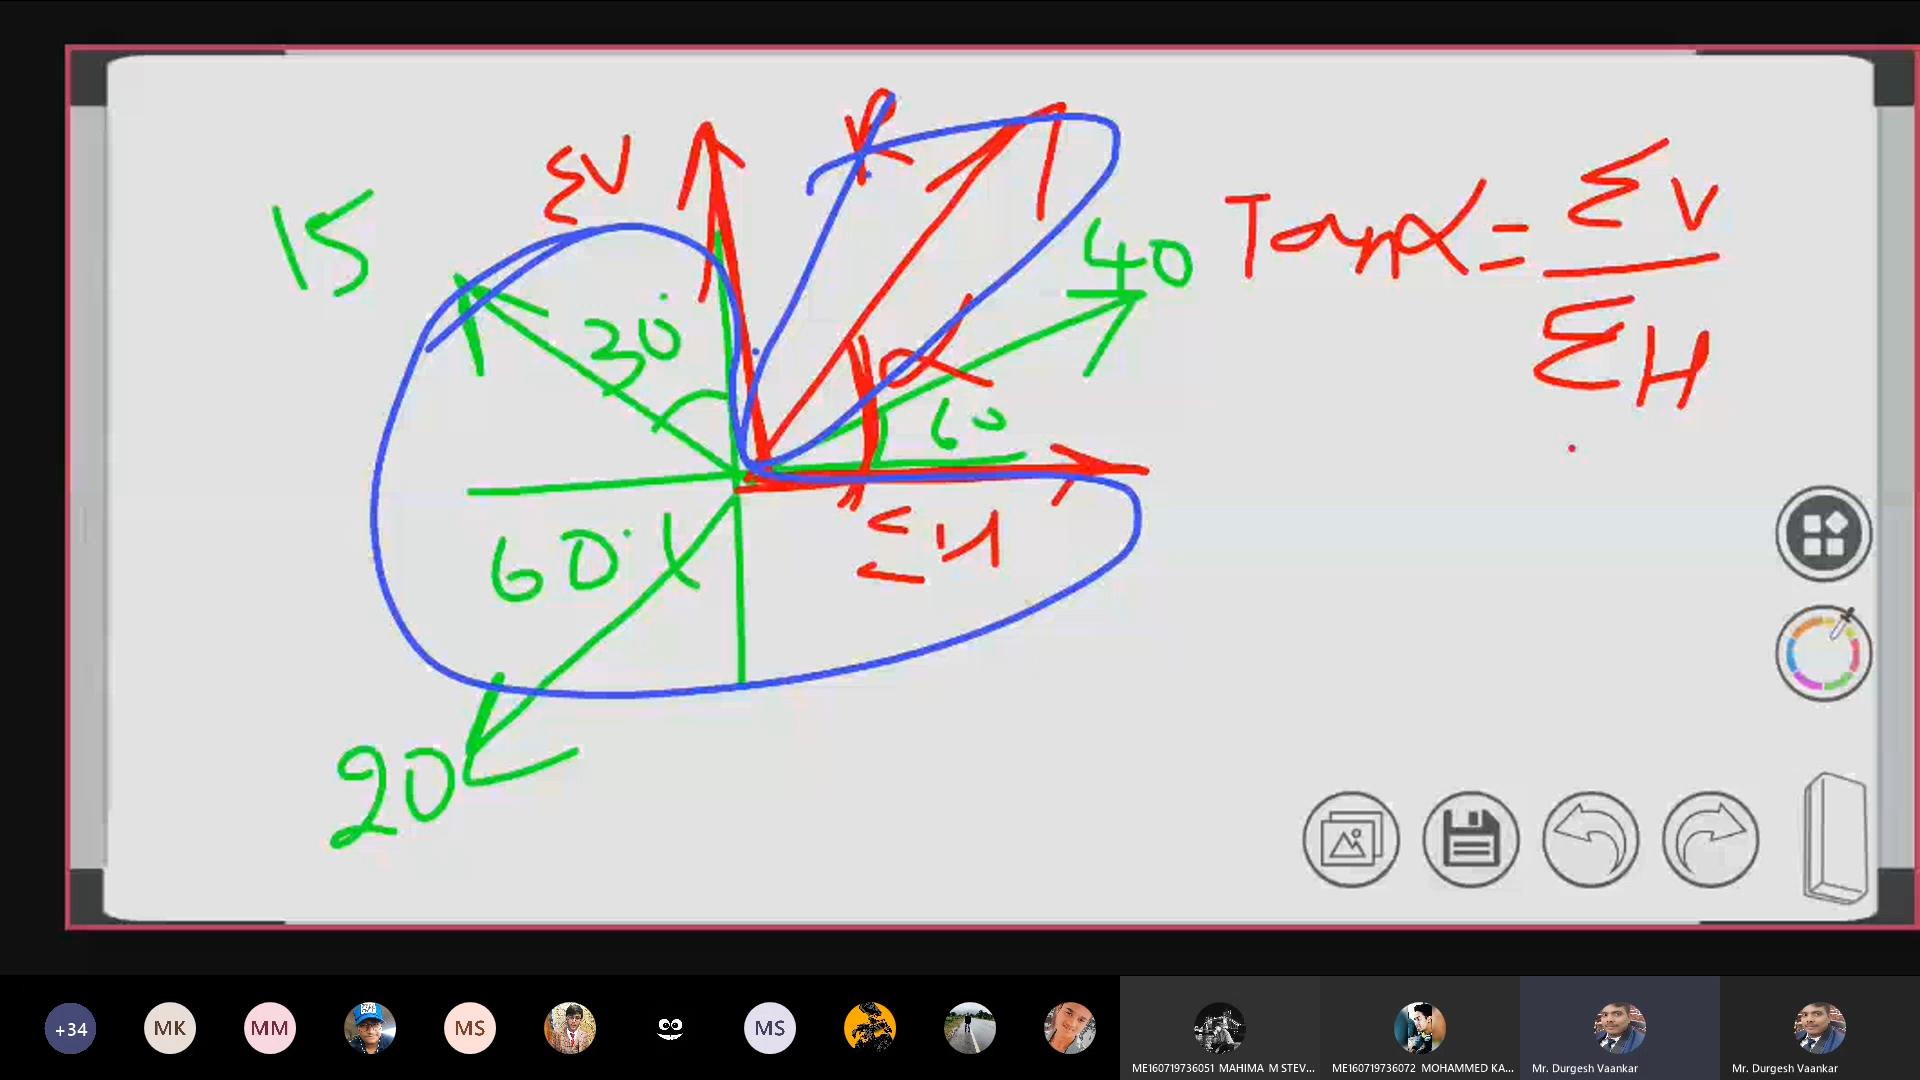 ΣV
R
15
40
Tanα = ΣV
ΣH
30°
α
60
ΣH
60°
20
+34
MK
MM
MS
MS
ME160719736051 MAHIMA M STEV...
ME160719736072 MOHAMMED KA...
Mr. Durgesh Vaankar
Mr. Durgesh Vaankar